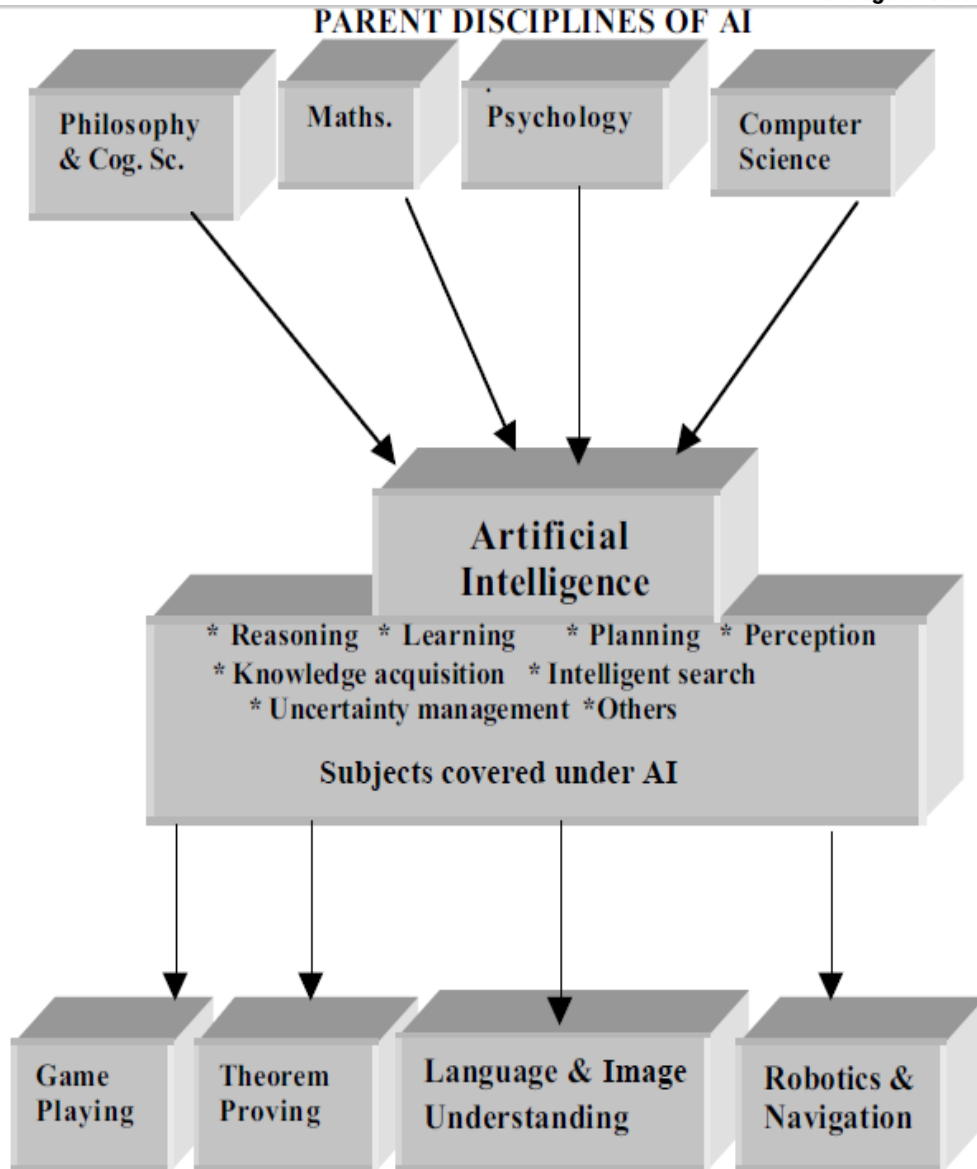 PARENT DISCIPLINES OF AI
Philosophy
& Cog. Sc.
Maths.
Psychology
Computer
Science
Artificial
Intelligence
* Reasoning * Learning * Planning * Perception
* Knowledge acquisition * Intelligent search
* Uncertainty management *Others
Subjects covered under AI
Game
Playing
Theorem
Proving
Language & Image
Understanding
Robotics &
Navigation